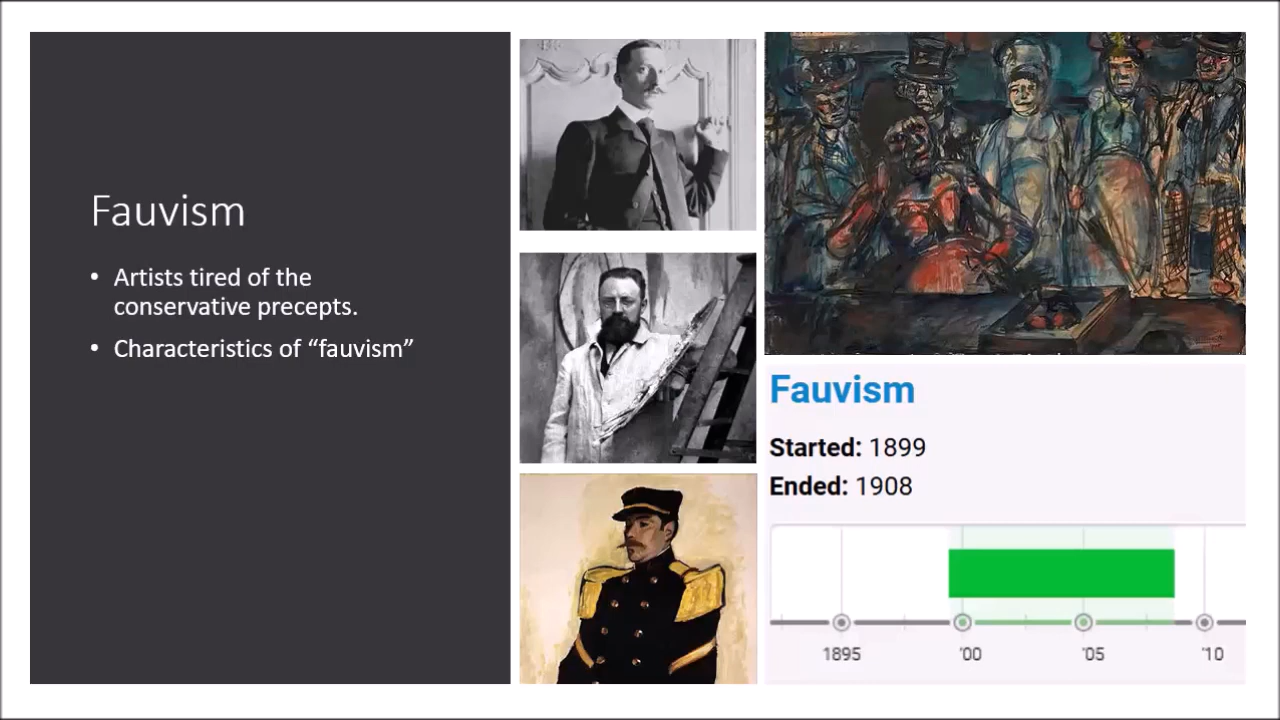 Fauvism
• Artists tired of the
conservative precepts.
• Characteristics of “fauvism”
Fauvism
Started: 1899
Ended: 1908
1895 '00 '05 '10